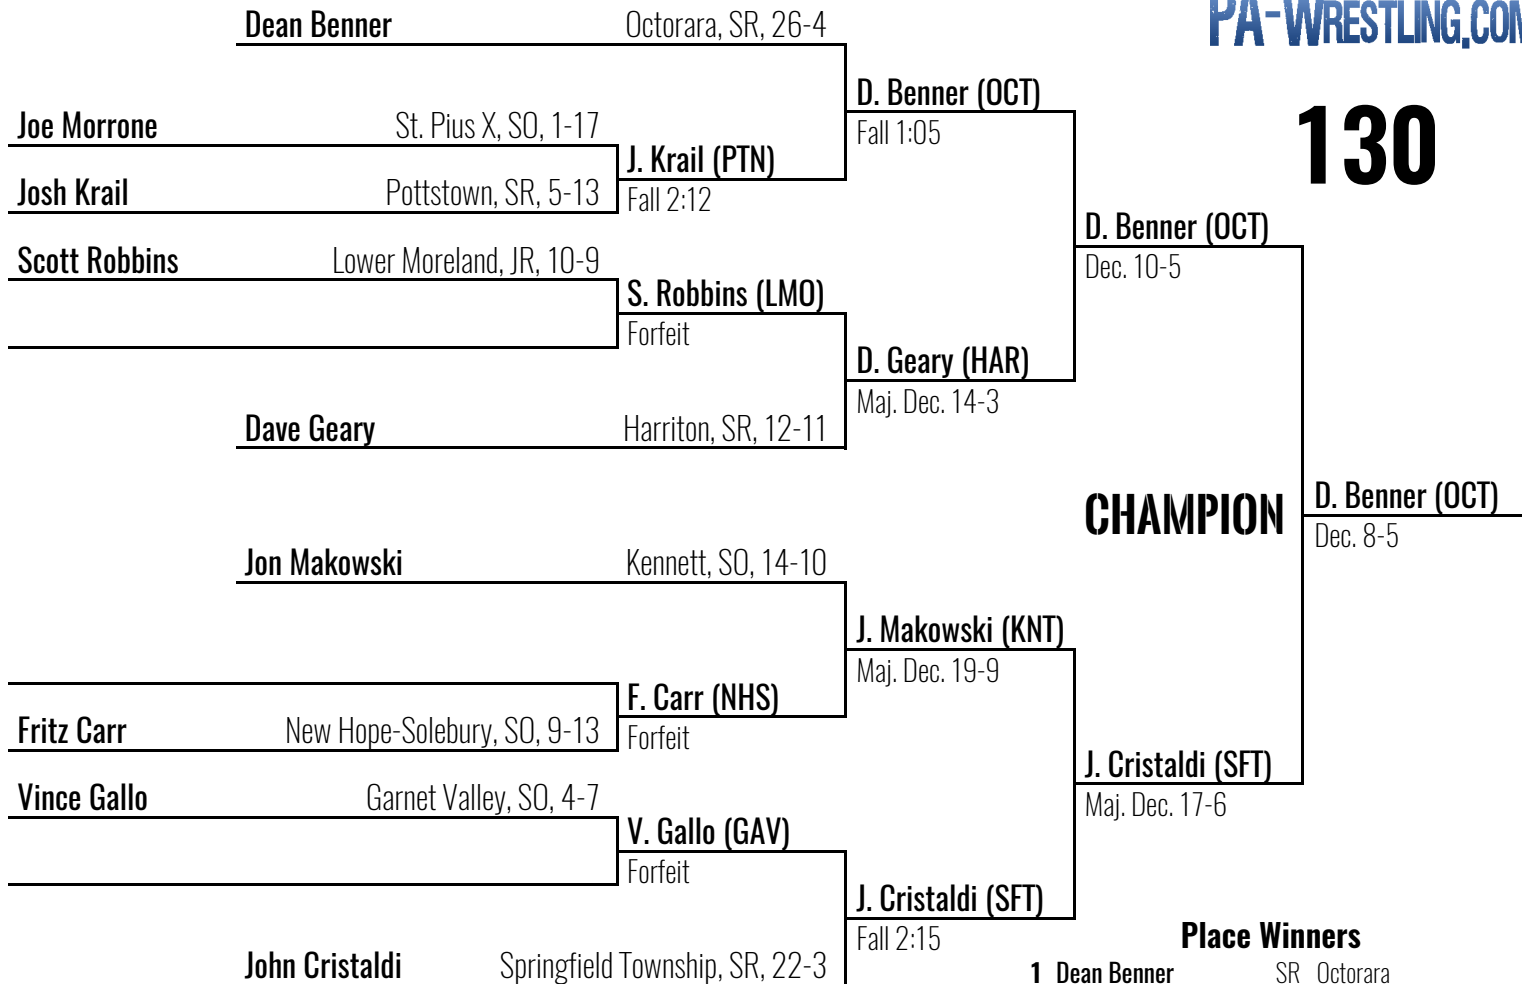 PA-WRESTLING.COM
130
Dean Benner Octorara, SR, 26-4
D. Benner (OCT)
Fall 1:05
Joe Morrone St. Pius X, SO, 1-17
J. Krail (PTN)
Fall 2:12
Josh Krail Pottstown, SR, 5-13
D. Benner (OCT)
Dec. 10-5
Scott Robbins Lower Moreland, JR, 10-9
S. Robbins (LMO)
Forfeit
D. Geary (HAR)
Maj. Dec. 14-3
Dave Geary Harriton, SR, 12-11
CHAMPION
D. Benner (OCT)
Dec. 8-5
Jon Makowski Kennett, SO, 14-10
J. Makowski (KNT)
Maj. Dec. 19-9
F. Carr (NHS)
Forfeit
Fritz Carr New Hope-Solebury, SO, 9-13
J. Cristaldi (SFT)
Maj. Dec. 17-6
Vince Gallo Garnet Valley, SO, 4-7
V. Gallo (GAV)
Forfeit
J. Cristaldi (SFT)
Fall 2:15
John Cristaldi Springfield Township, SR, 22-3
Place Winners
1 Dean Benner SR Octorara